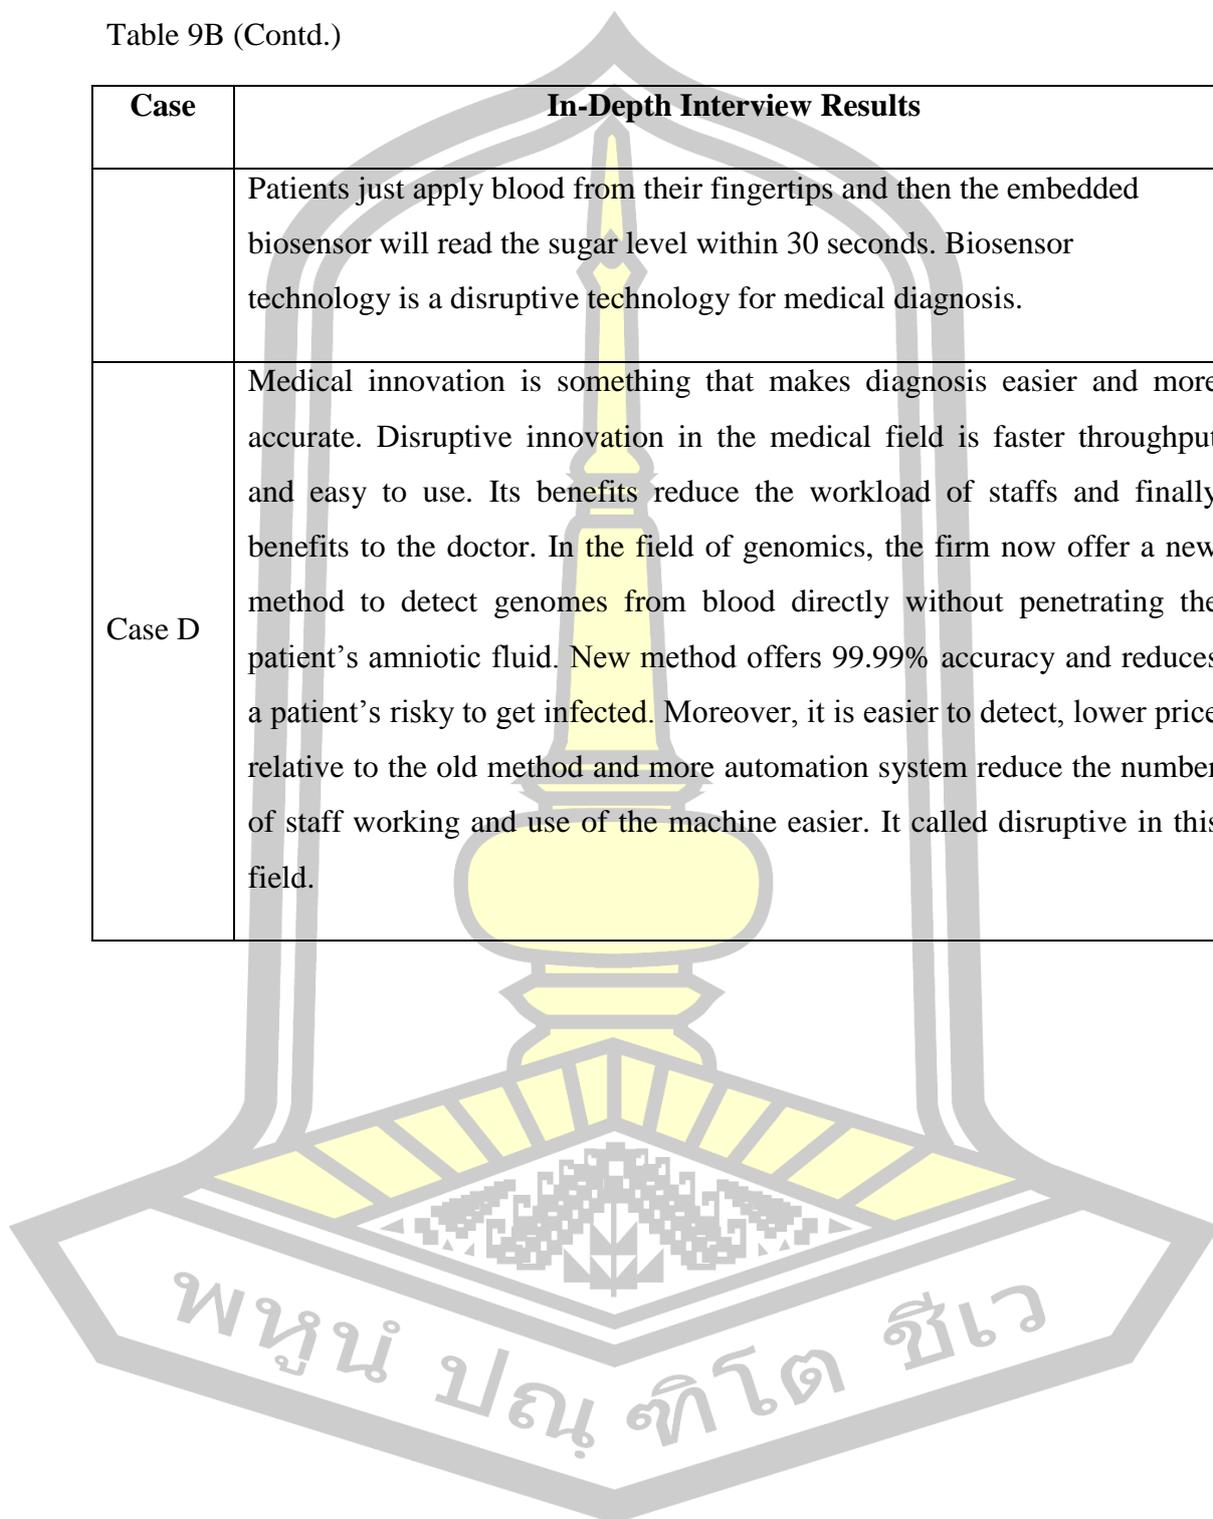 Table 9B (Contd.)
Case
In-Depth Interview Results
Patients just apply blood from their fingertips and then the embedded
biosensor will read the sugar level within 30 seconds. Biosensor
technology is a disruptive technology for medical diagnosis.
Case D
Medical innovation is something that makes diagnosis easier and more
accurate. Disruptive innovation in the medical field is faster throughput
and easy to use. Its benefits reduce the workload of staffs and finally
benefits to the doctor. In the field of genomics, the firm now offer a new
method to detect genomes from blood directly without penetrating the
patient’s amniotic fluid. New method offers 99.99% accuracy and reduces
a patient’s risky to get infected. Moreover, it is easier to detect, lower price
relative to the old method and more automation system reduce the number
of staff working and use of the machine easier. It called disruptive in this
field.
พหูนํ ปณฺ ฑิโต ชีเว